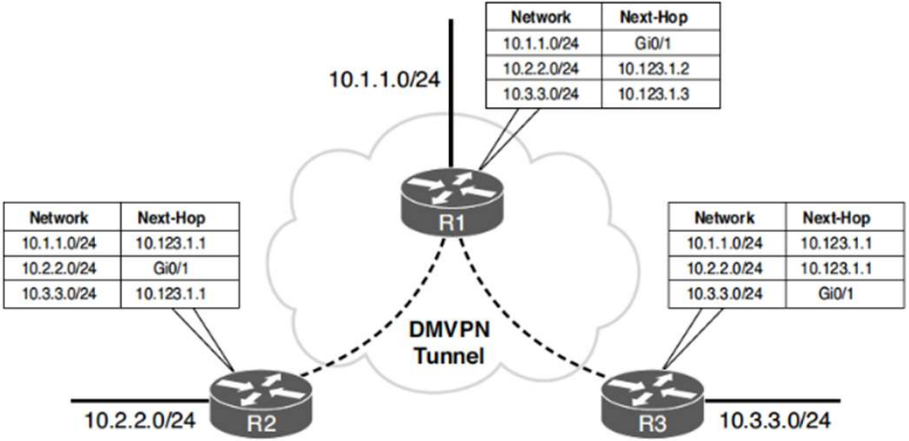 Network Next-Hop
10.1.1.0/24 Gi0/1
10.2.2.0/24 10.123.1.2
10.3.3.0/24 10.123.1.3
10.1.1.0/24
R1
Network Next-Hop
10.1.1.0/24 10.123.1.1
10.2.2.0/24 Gi0/1
10.3.3.0/24 10.123.1.1
Network Next-Hop
10.1.1.0/24 10.123.1.1
10.2.2.0/24 10.123.1.1
10.3.3.0/24 Gi0/1
DMVPN
Tunnel
10.2.2.0/24
R2
R3
10.3.3.0/24